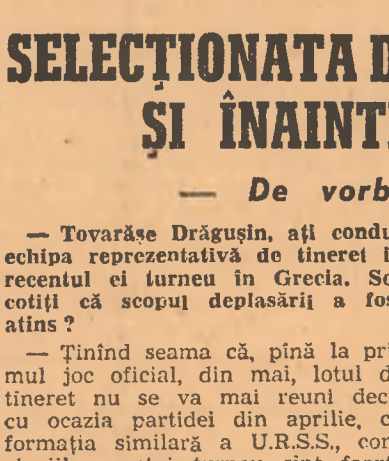 SELECȚIONATA D
ȘI ÎNAINT
— De vorb
— Tovarășe Drăgușin, ați condu
echipa reprezentativă de tineret î
recentul ei turneu în Grecia. So
cotiți că scopul deplasării a fos
atins ?
— Ținînd seama că, pînă la pri
mul joc oficial, din mai, lotul d
tineret nu se va mai reuni dec
cu ocazia partidei din aprilie, c
formația similară a U.R.S.S., con